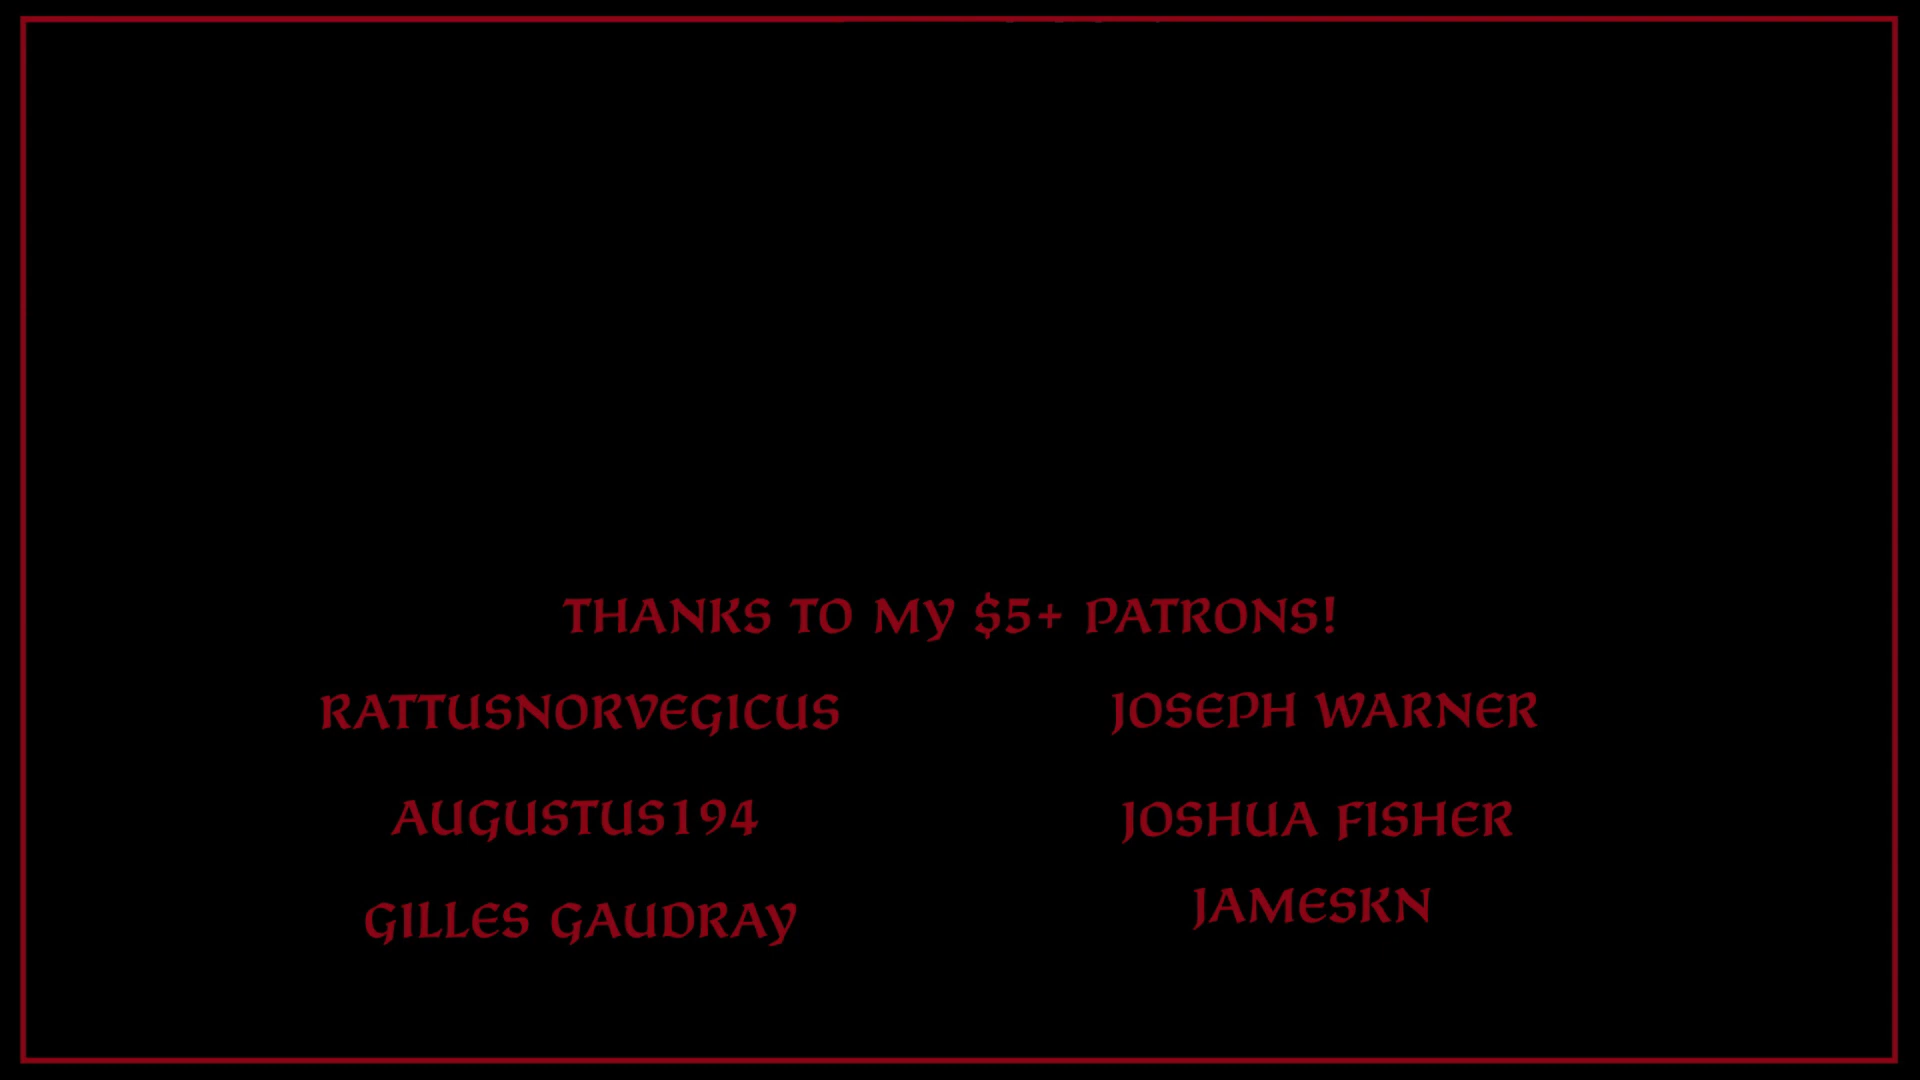 THANKS TO MY $5+ PATRONS!
RATTUSNORVEGICUS
JOSEPH WARNER
AUGUSTUS194
JOSHUA FISHER
GILLES GAUDRAY
JAMESKN